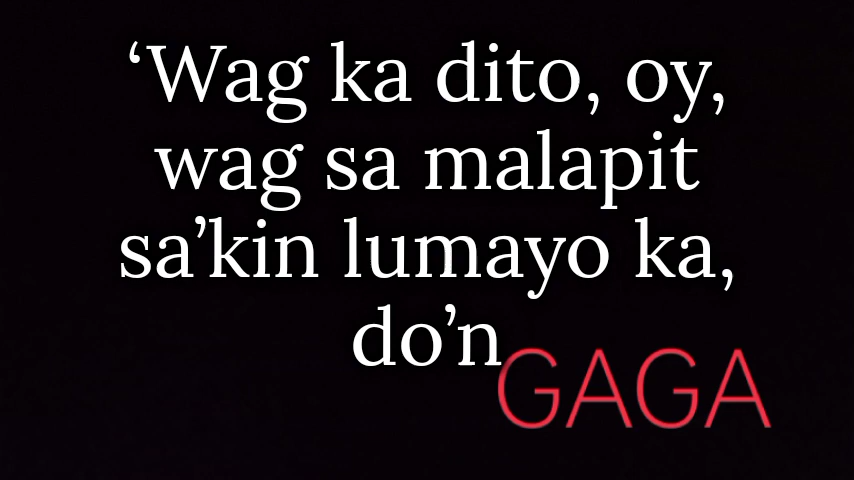 ‘Wag ka dito, oy,
wag sa malapit
sa’kin lumayo ka,
do’n
GAGA